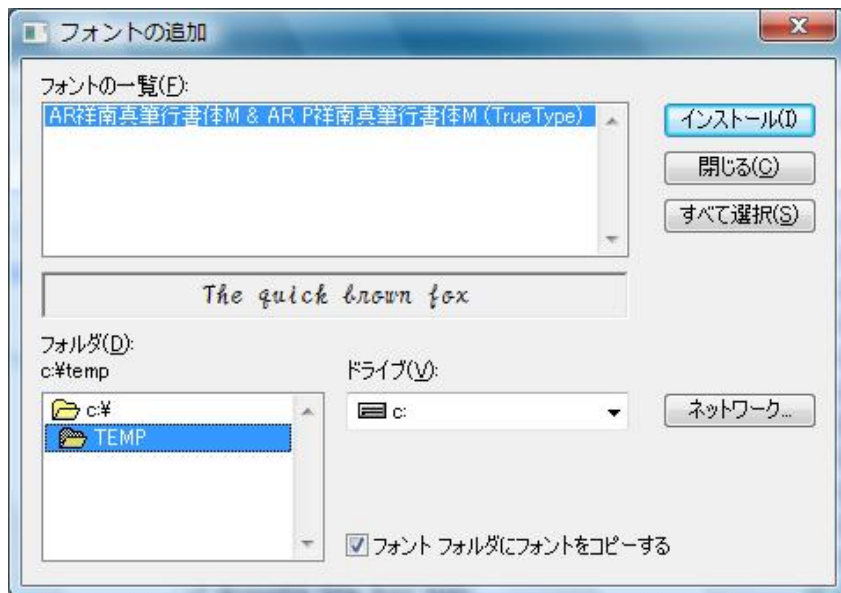 フォントの追加
フォントの一覧(F):
AR祥南真筆行書体M & AR P祥南真筆行書体M (TrueType)
インストール(I)
閉じる(C)
すべて選択(S)
The quick brown fox
フォルダ(D):
c:¥temp
ドライブ(V):
c:¥
TEMP
c:
ネットワーク...
フォント フォルダにフォントをコピーする